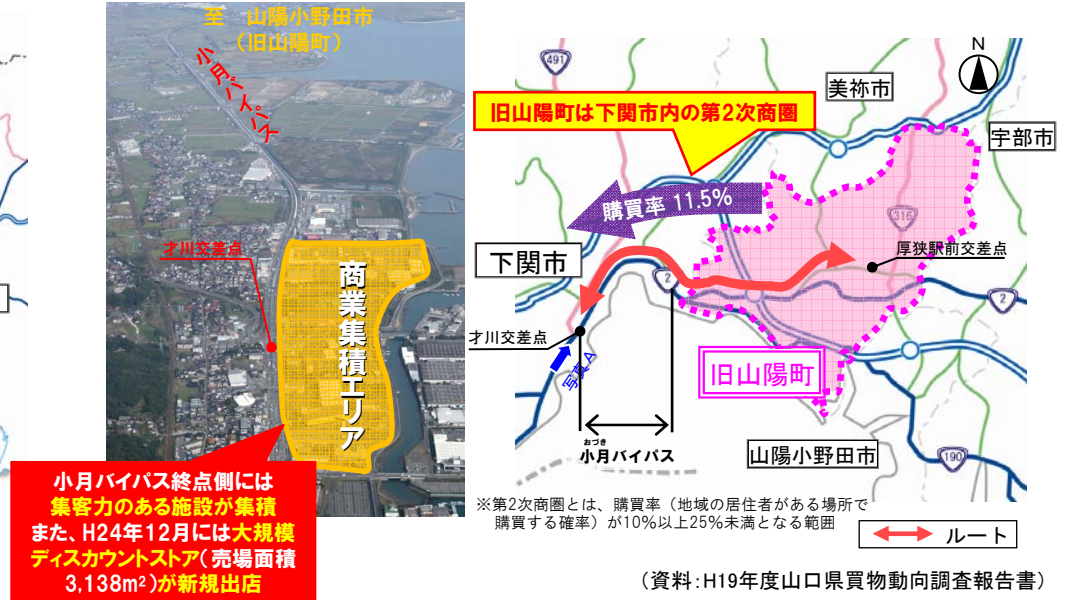 至　山陽小野田市
（旧山陽町）
小月バイパス
才川交差点
商業集積エリア
小月バイパス終点側には
集客力のある施設が集積
また、H24年12月には大規模
ディスカウントストア（売場面積
3,138m²）が新規出店
N
491
美祢市
旧山陽町は下関市内の第2次商圏
宇部市
購買率 11.5%
316
厚狭駅前交差点
下関市
2
2
才川交差点
写真A
旧山陽町
おづき
小月バイパス
山陽小野田市
190
※第2次商圏とは、購買率（地域の居住者がある場所で
購買する確率）が10%以上25%未満となる範囲
ルート
（資料：H19年度山口県買物動向調査報告書）